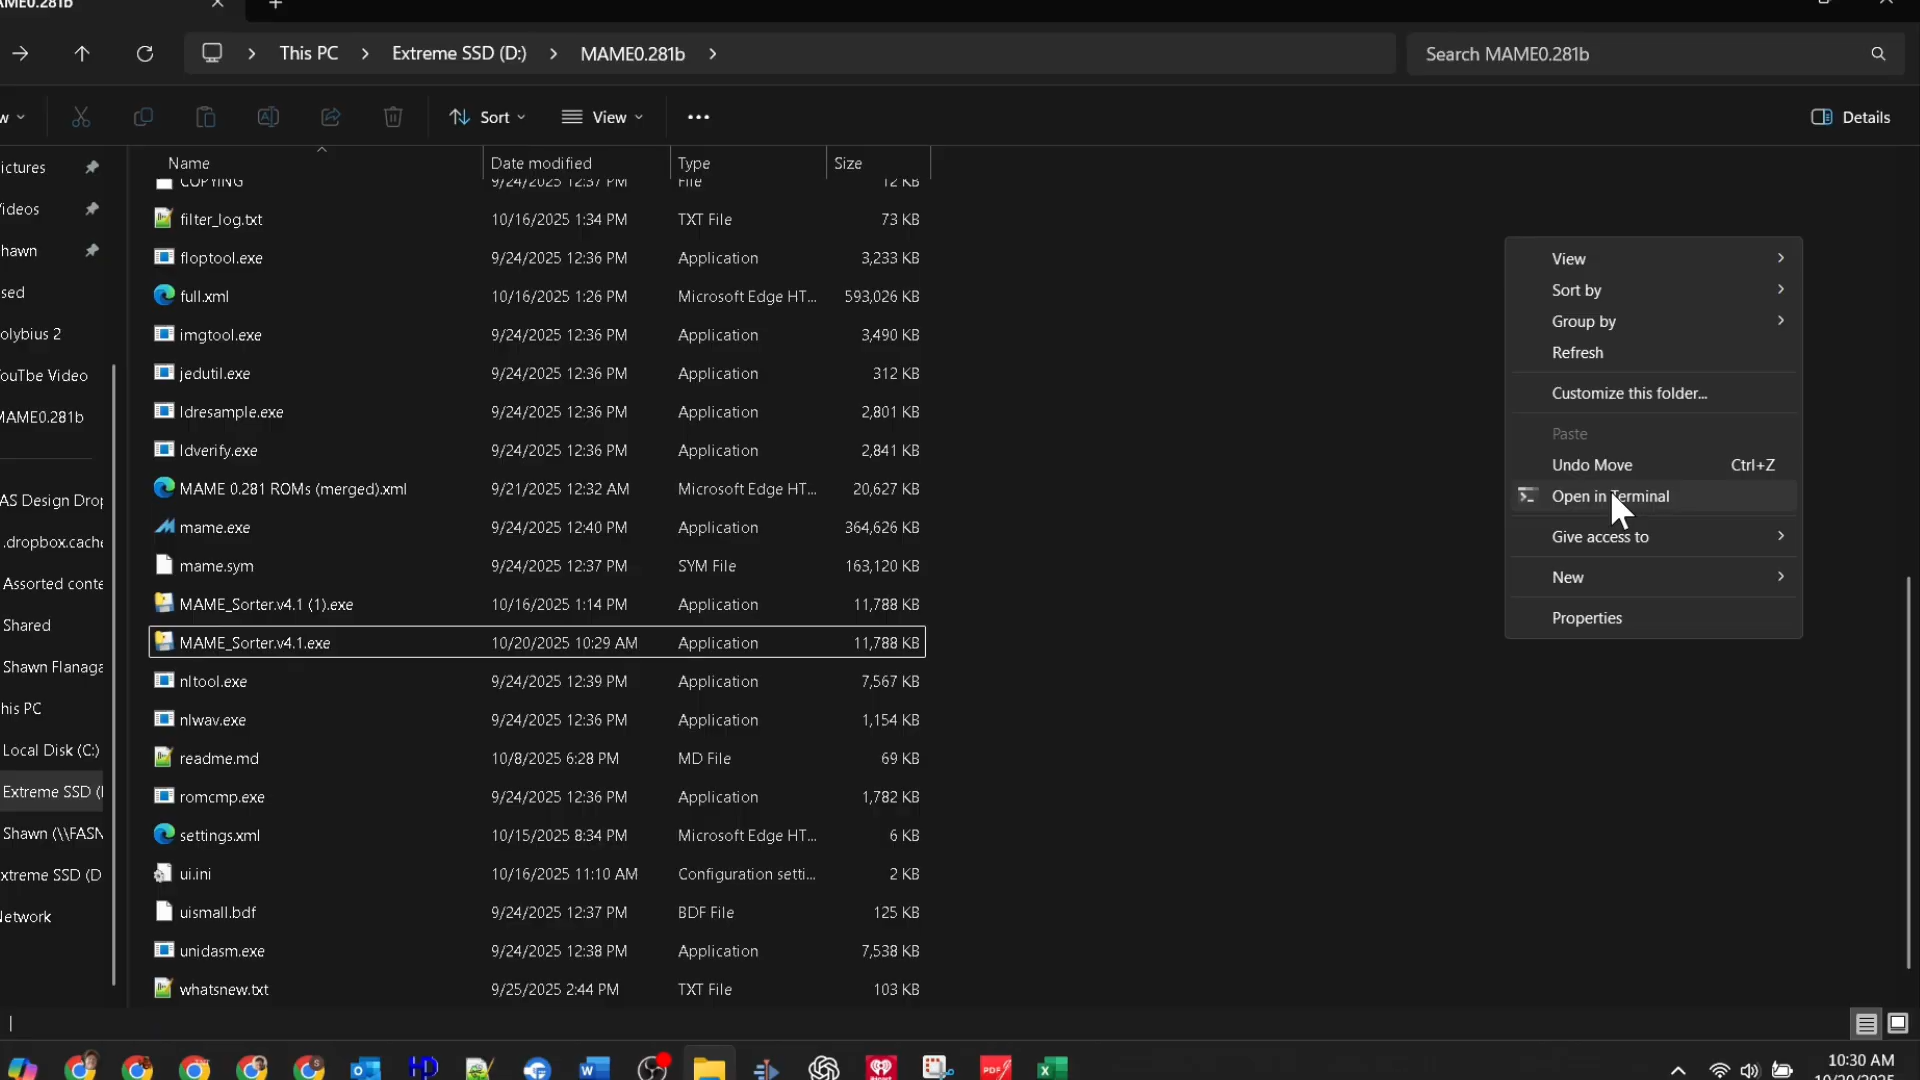 AME0.281b
This PC > Extreme SSD (D:) > MAME0.281b >
Search MAME0.281b
w
Sort
View
Details
Name
Date modified
Type
Size
COPYING 9/24/2025 12:37 PM File 12 KB
filter_log.txt 10/16/2025 1:34 PM TXT File 73 KB
floptool.exe 9/24/2025 12:36 PM Application 3,233 KB
full.xml 10/16/2025 1:26 PM Microsoft Edge HT... 593,026 KB
imgtool.exe 9/24/2025 12:36 PM Application 3,490 KB
jedutil.exe 9/24/2025 12:36 PM Application 312 KB
ldresample.exe 9/24/2025 12:36 PM Application 2,801 KB
ldverify.exe 9/24/2025 12:36 PM Application 2,841 KB
MAME 0.281 ROMs (merged).xml 9/21/2025 12:32 AM Microsoft Edge HT... 20,627 KB
mame.exe 9/24/2025 12:40 PM Application 364,626 KB
mame.sym 9/24/2025 12:37 PM SYM File 163,120 KB
MAME_Sorter.v4.1 (1).exe 10/16/2025 1:14 PM Application 11,788 KB
MAME_Sorter.v4.1.exe 10/20/2025 10:29 AM Application 11,788 KB
nltool.exe 9/24/2025 12:39 PM Application 7,567 KB
nlwav.exe 9/24/2025 12:36 PM Application 1,154 KB
readme.md 10/8/2025 6:28 PM MD File 69 KB
romcmp.exe 9/24/2025 12:36 PM Application 1,782 KB
settings.xml 10/15/2025 8:34 PM Microsoft Edge HT... 6 KB
ui.ini 10/16/2025 11:10 AM Configuration setti... 2 KB
uismall.bdf 9/24/2025 12:37 PM BDF File 125 KB
unidasm.exe 9/24/2025 12:38 PM Application 7,538 KB
whatsnew.txt 9/25/2025 2:44 PM TXT File 103 KB
ictures
ideos
hawn
sed
olybius 2
ouTbe Video
MAME0.281b
AS Design Drop
.dropbox.cache
Assorted conte
Shared
Shawn Flanaga
his PC
Local Disk (C:)
Extreme SSD (
Shawn (\\FASN
xtreme SSD (D
Network
View
Sort by
Group by
Refresh
Customize this folder...
Paste
Undo Move Ctrl+Z
Open in Terminal
Give access to
New
Properties
HD
W
iHeart
PDF
X
10:30 AM
10/20/2025